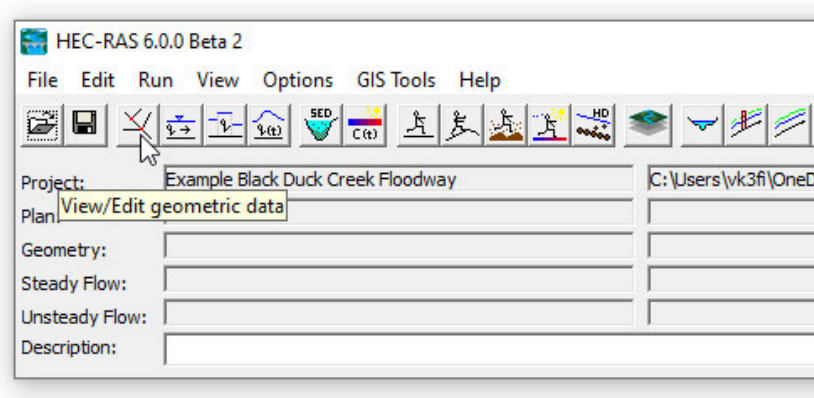 HEC-RAS 6.0.0 Beta 2
File Edit Run View Options GIS Tools Help
SED C(t) HD
Project: Example Black Duck Creek Floodway C:\Users\vk3fi\OneD
View/Edit geometric data
Plan:
Geometry:
Steady Flow:
Unsteady Flow:
Description: